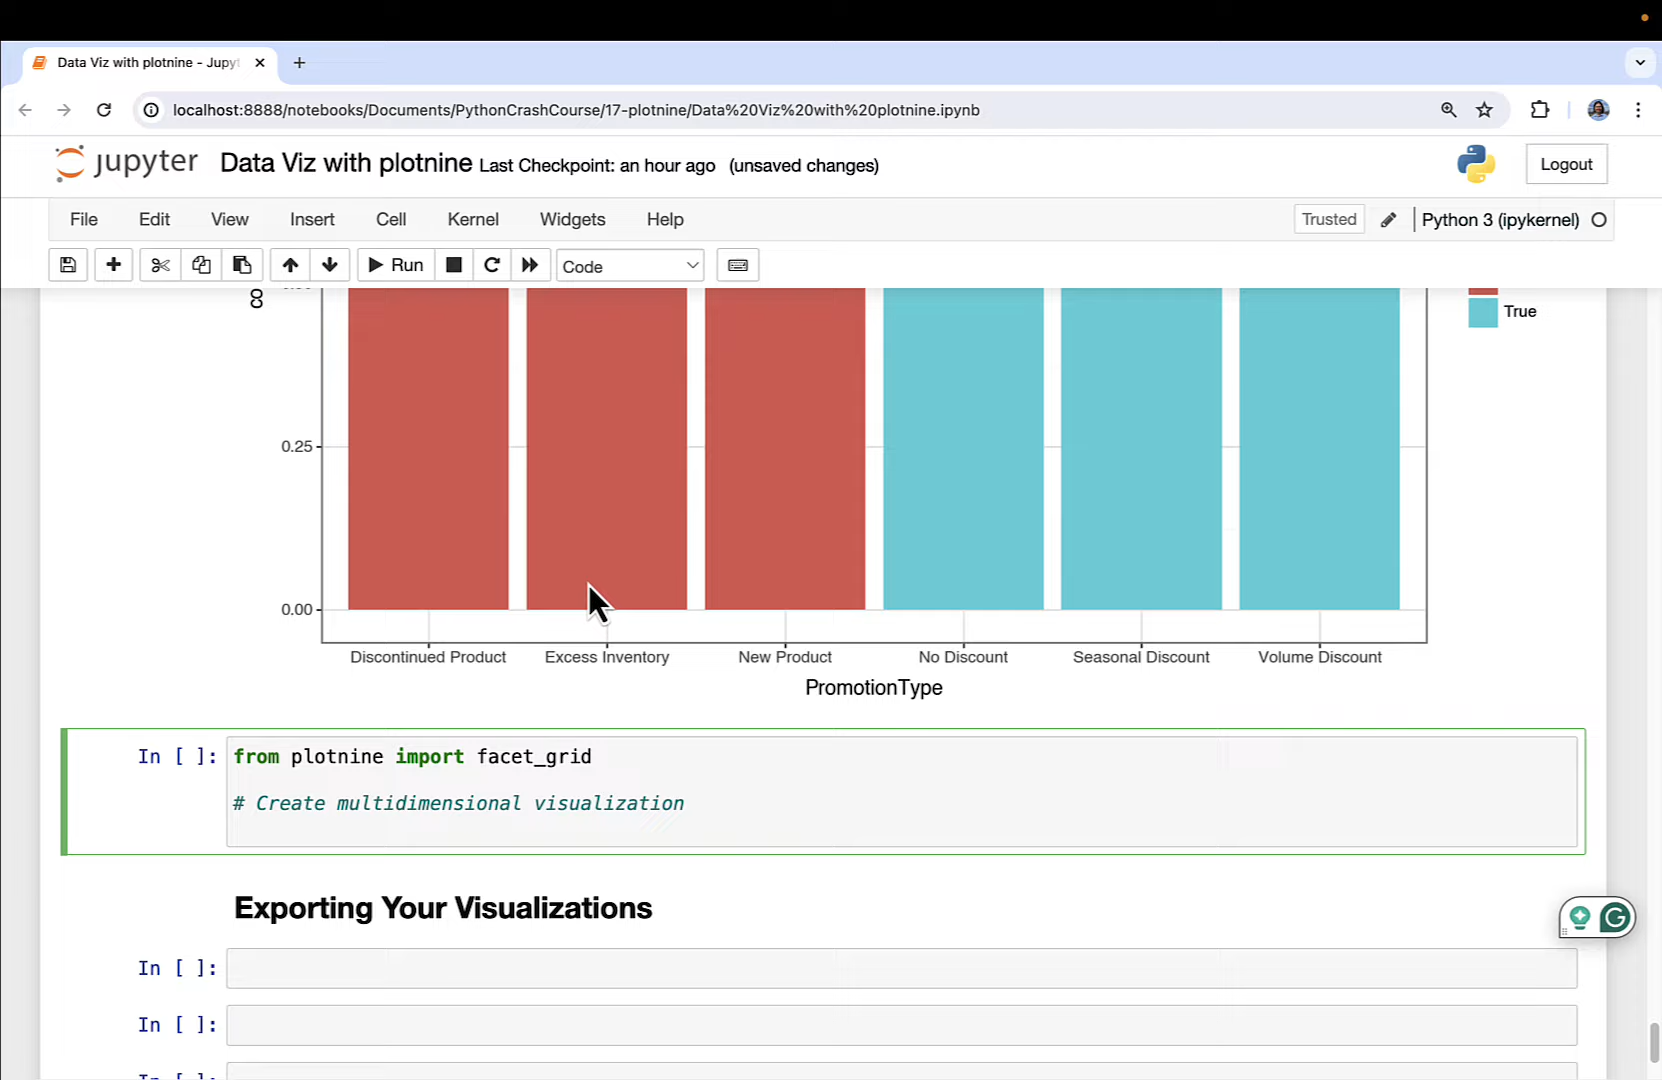 Data Viz with plotnine - Jupyt
localhost:8888/notebooks/Documents/PythonCrashCourse/17-plotnine/Data%20Viz%20with%20plotnine.ipynb
jupyter Data Viz with plotnine Last Checkpoint: an hour ago (unsaved changes)
Logout
File Edit View Insert Cell Kernel Widgets Help
Trusted Python 3 (ipykernel)
Run Code
co
True
0.25
0.00
Discontinued Product Excess Inventory New Product No Discount Seasonal Discount Volume Discount
PromotionType
In [ ]: from plotnine import facet_grid
# Create multidimensional visualization
Exporting Your Visualizations
In [ ]:
In [ ]: